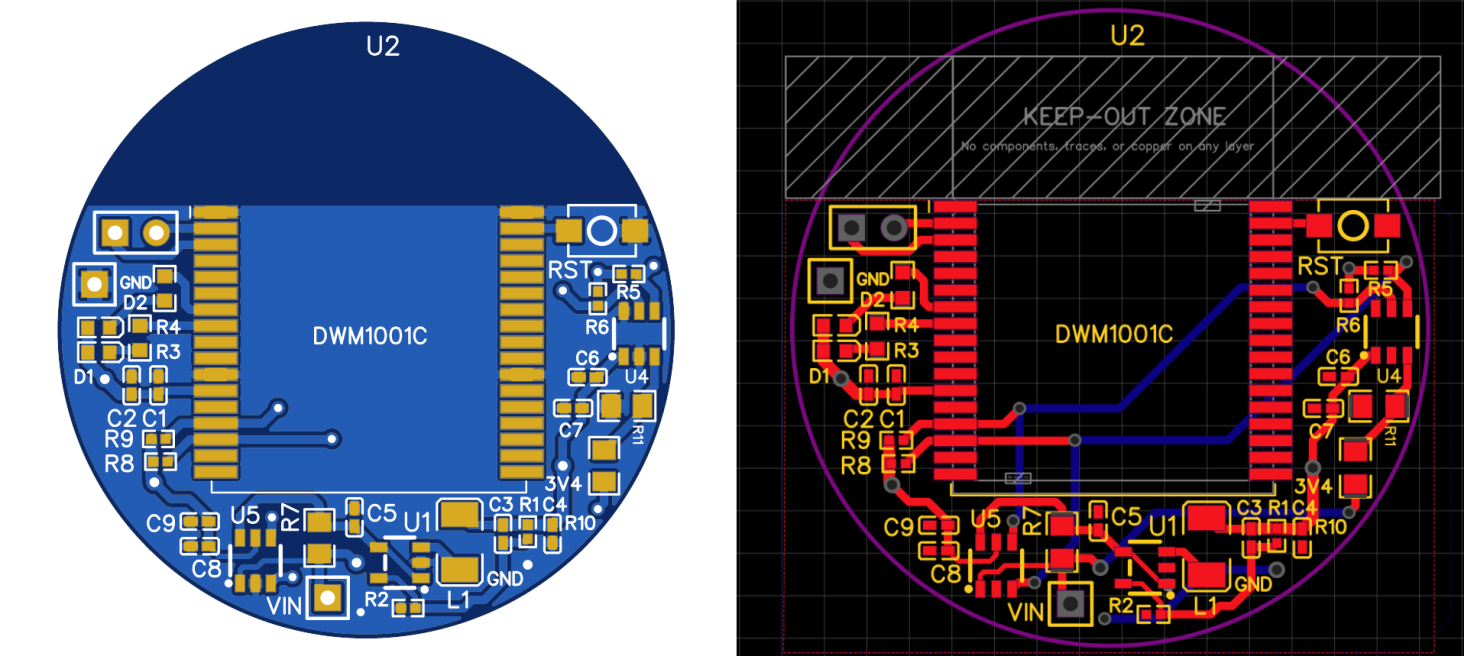 U2
GND
D2
RST
R5
R4
R3
R6
DWM1001C
D1
C6
U4
C2 C1
C7
R11
R9
R8
3V4
C9
U5
R7
C5
U1
C3 R1 C4
R10
C8
GND
VIN
R2
L1
U2
KEEP-OUT ZONE
No components, traces, or copper on any layer
GND
D2
RST
R5
R4
R3
R6
DWM1001C
D1
C6
U4
C2 C1
C7
R11
R9
R8
3V4
C9
U5
R7
C5
U1
C3 R1 C4
R10
C8
GND
VIN
R2
L1